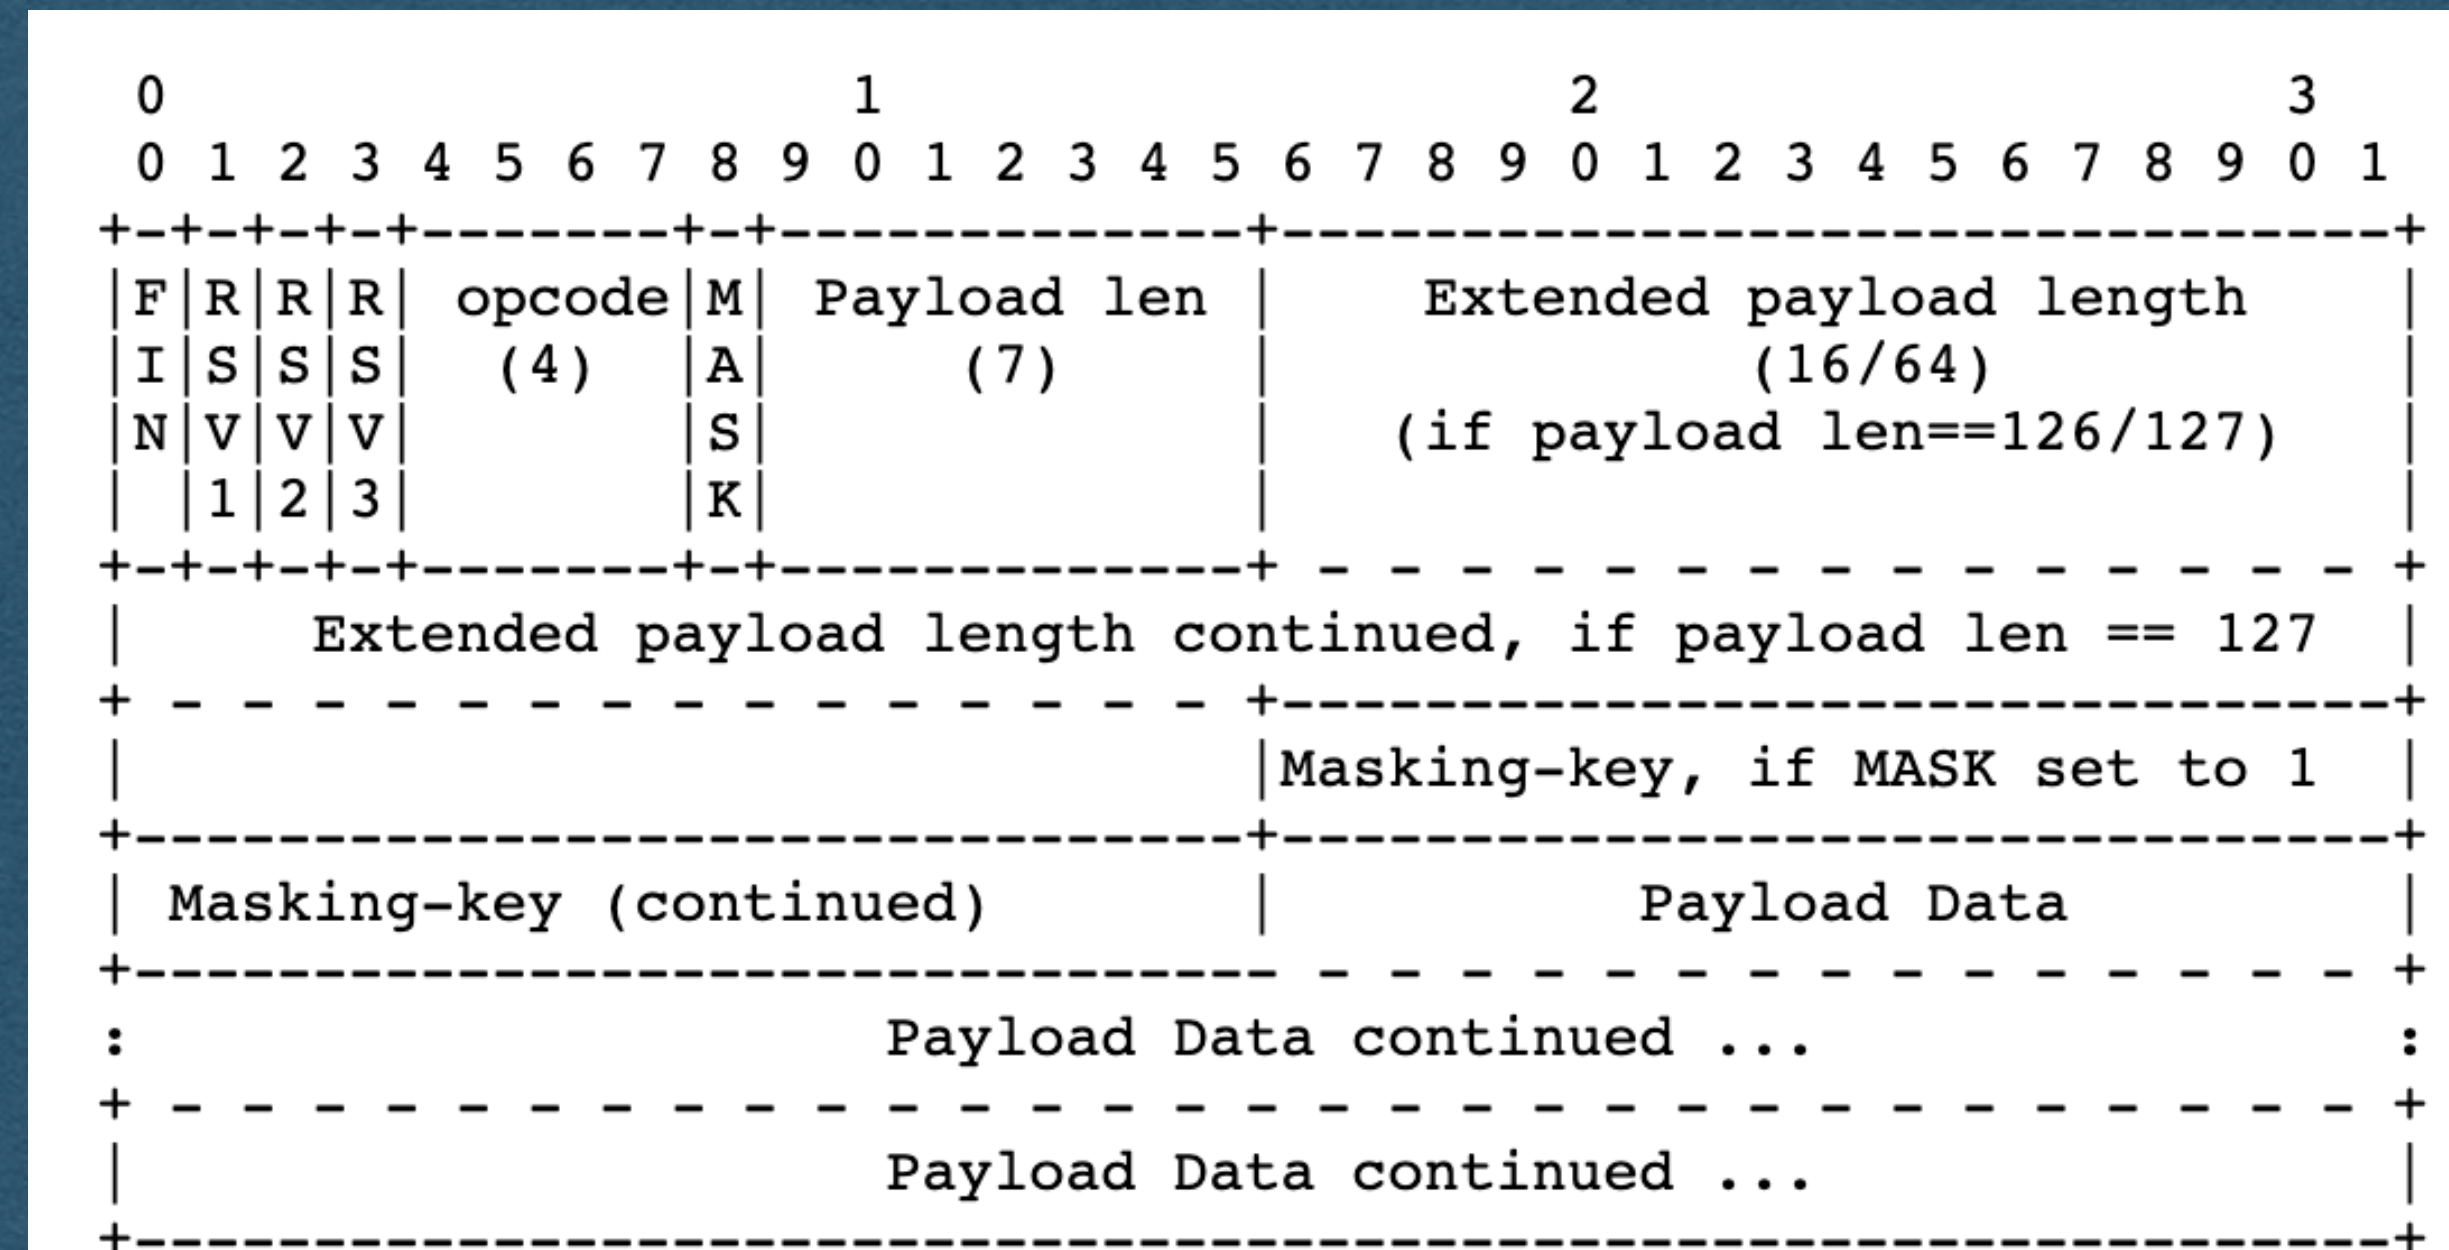 0                   1                   2                   3
 0 1 2 3 4 5 6 7 8 9 0 1 2 3 4 5 6 7 8 9 0 1 2 3 4 5 6 7 8 9 0 1
+-+-+-+-+-------+-+-------------+-------------------------------+
|F|R|R|R| opcode|M| Payload len |    Extended payload length    |
|I|S|S|S|  (4)  |A|     (7)     |             (16/64)           |
|N|V|V|V|       |S|             |   (if payload len==126/127)   |
| |1|2|3|       |K|             |                               |
+-+-+-+-+-------+-+-------------+ - - - - - - - - - - - - - - - +
|     Extended payload length continued, if payload len == 127  |
+ - - - - - - - - - - - - - - - +-------------------------------+
|                               |Masking-key, if MASK set to 1  |
+-------------------------------+-------------------------------+
| Masking-key (continued)       |          Payload Data         |
+-------------------------------- - - - - - - - - - - - - - - - +
:                     Payload Data continued ...                :
+ - - - - - - - - - - - - - - - - - - - - - - - - - - - - - - - +
|                     Payload Data continued ...                |
+---------------------------------------------------------------+